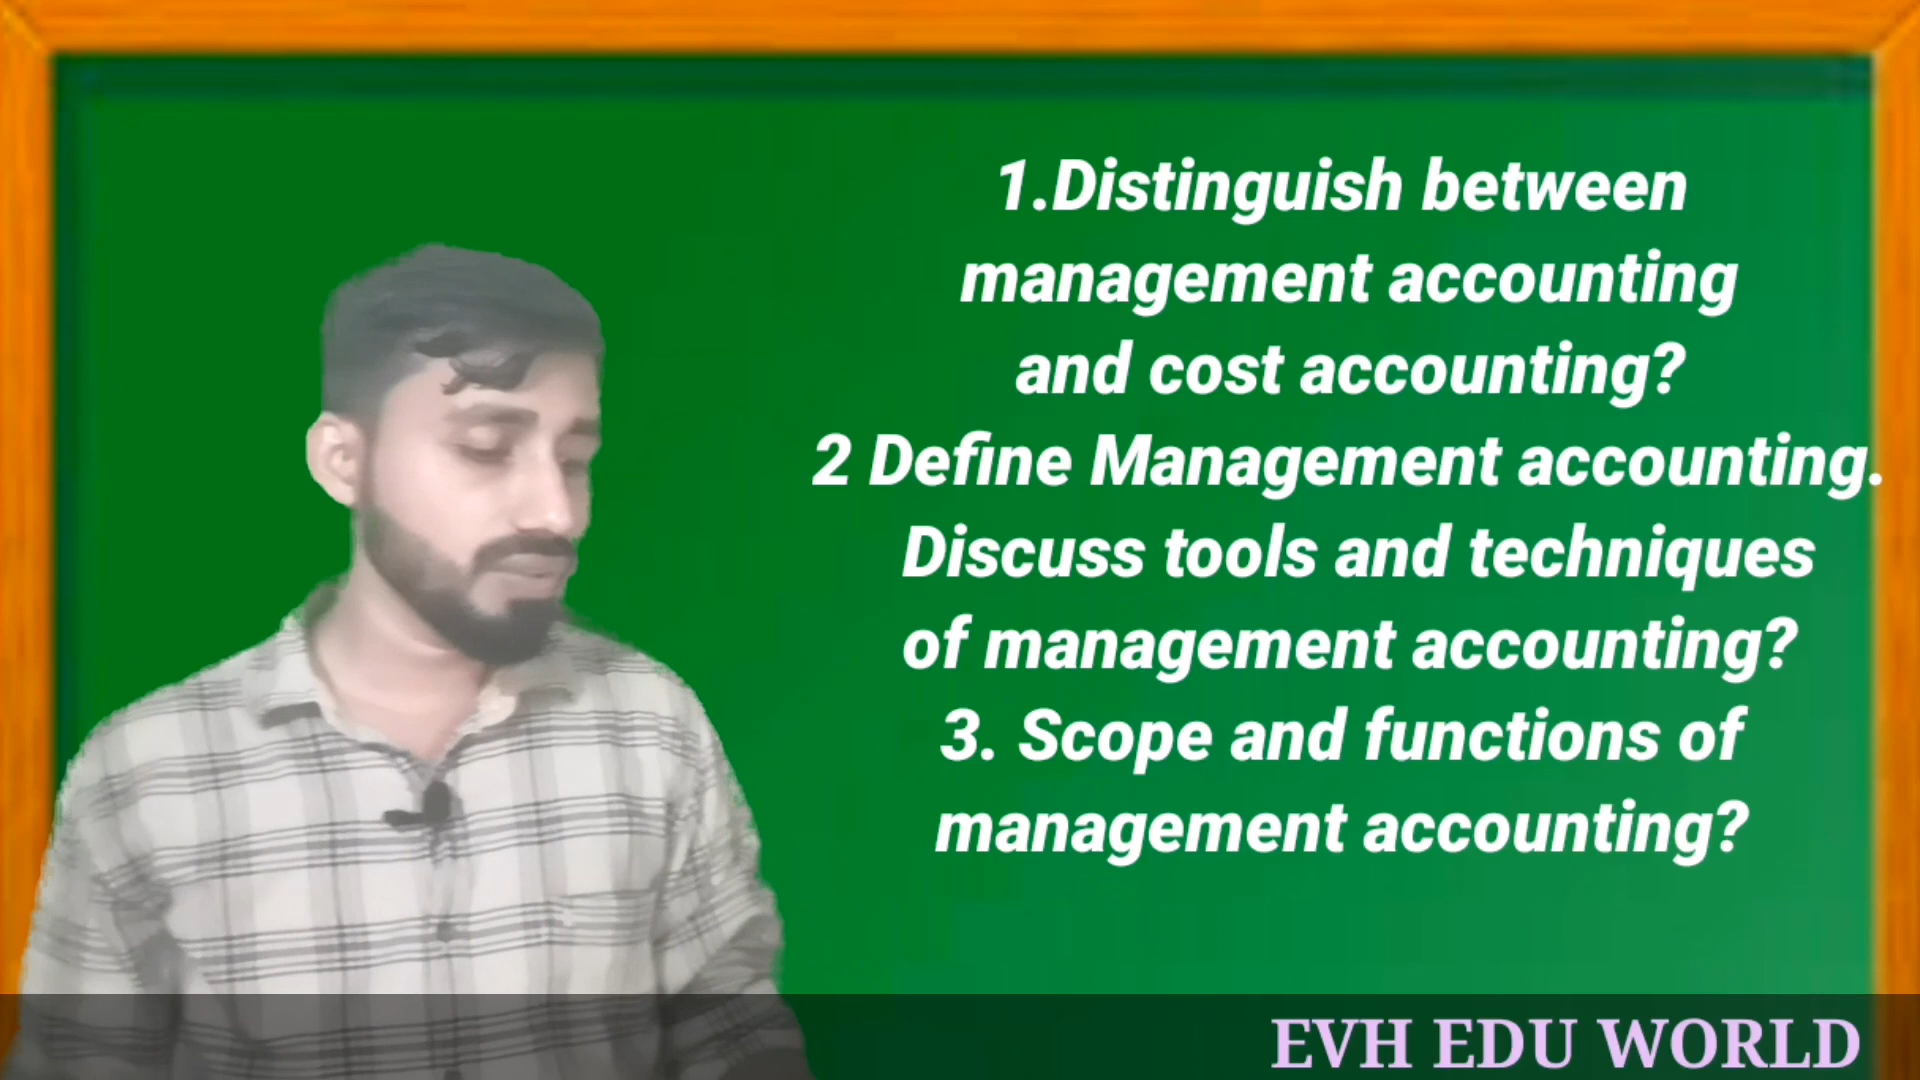 1.Distinguish between
management accounting
and cost accounting?
2 Define Management accounting.
Discuss tools and techniques
of management accounting?
3. Scope and functions of
management accounting?
EVH EDU WORLD